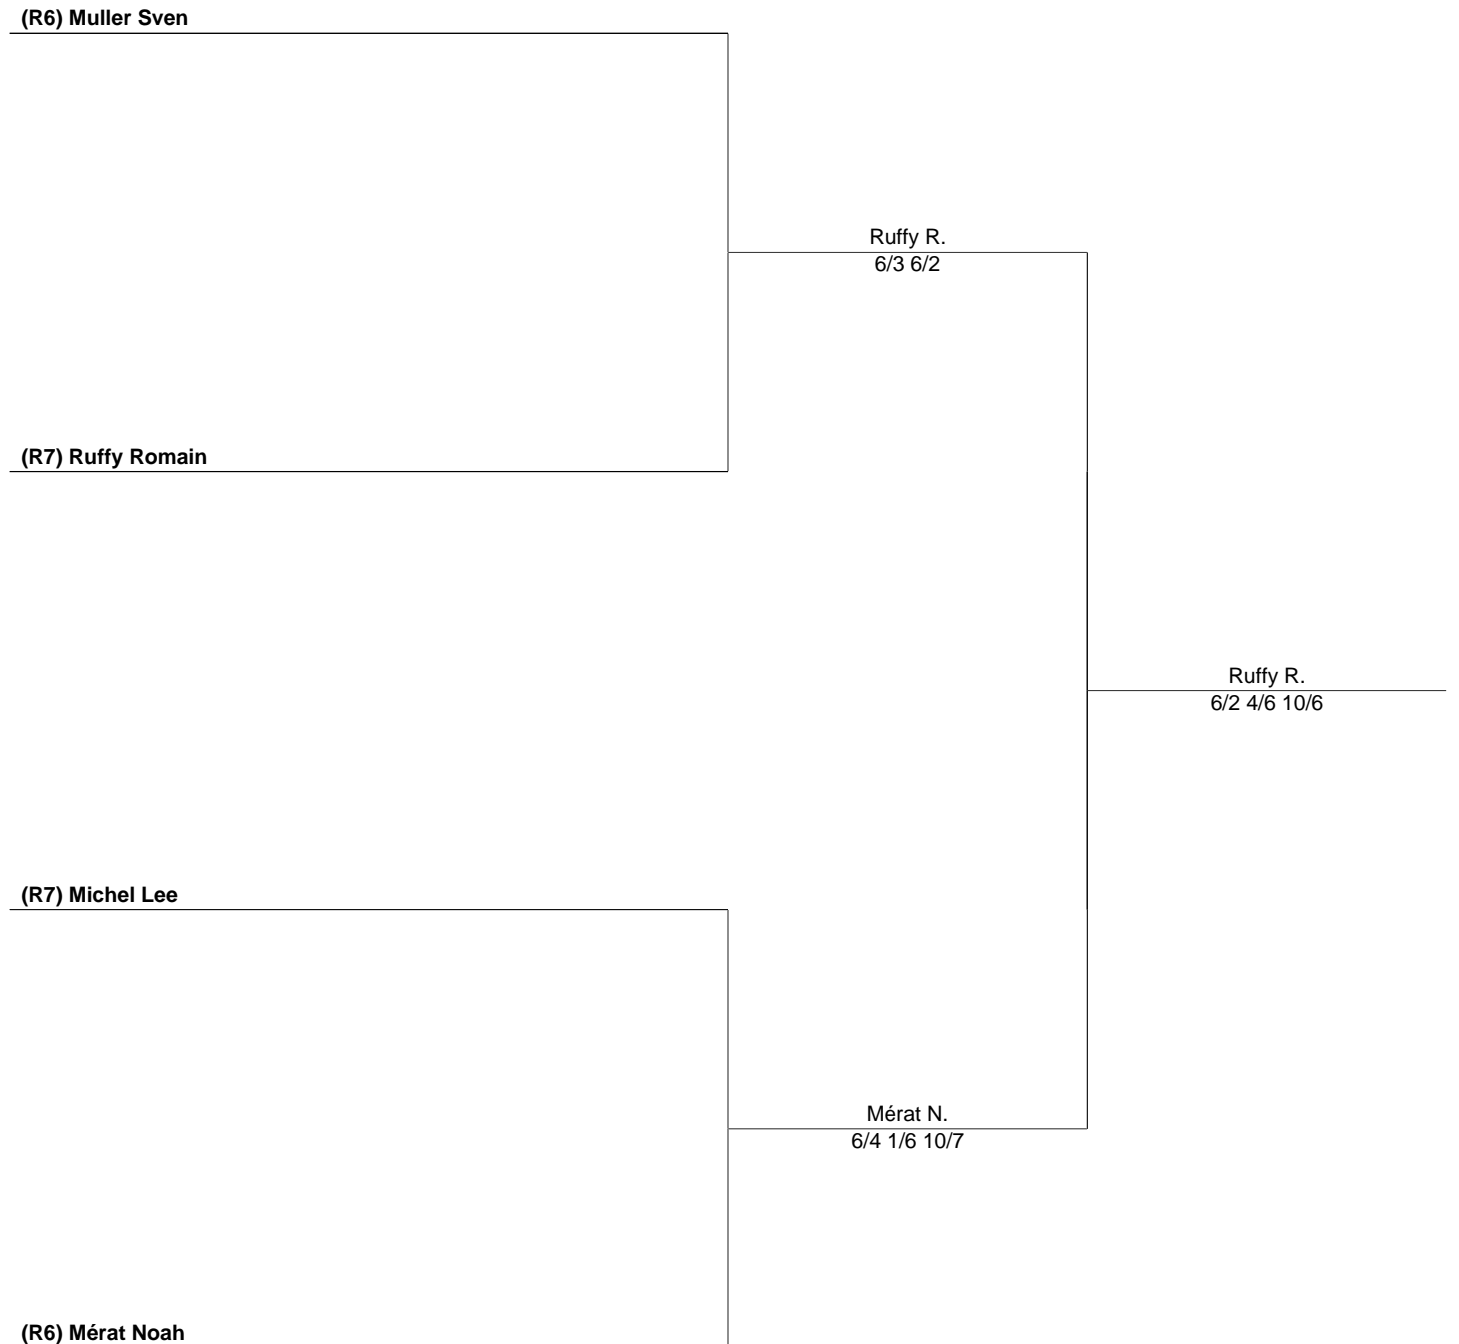 (R6) Muller Sven
Ruffy R.
6/3 6/2
(R7) Ruffy Romain
Ruffy R.
6/2 4/6 10/6
(R7) Michel Lee
Mérat N.
6/4 1/6 10/7
(R6) Mérat Noah